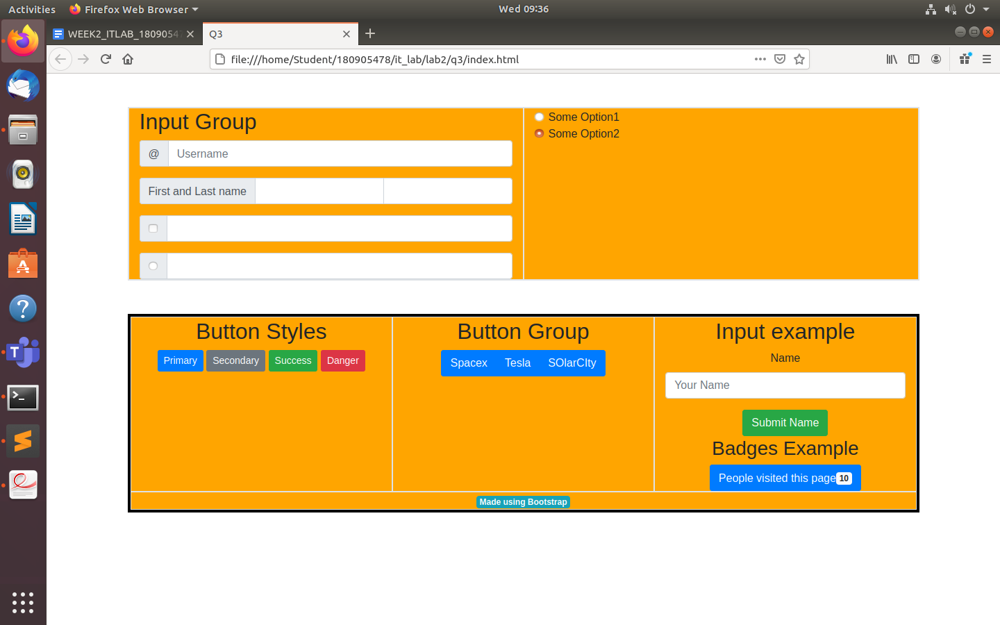 Activities
Firefox Web Browser
Wed 09:36
WEEK2_ITLAB_1809054
Q3
file:///home/Student/180905478/it_lab/lab2/q3/index.html
Input Group
@ Username
First and Last name
Some Option1
Some Option2
Button Styles
Primary Secondary Success Danger
Button Group
Spacex Tesla SOlarCIty
Input example
Name
Your Name
Submit Name
Badges Example
People visited this page 10
Made using Bootstrap